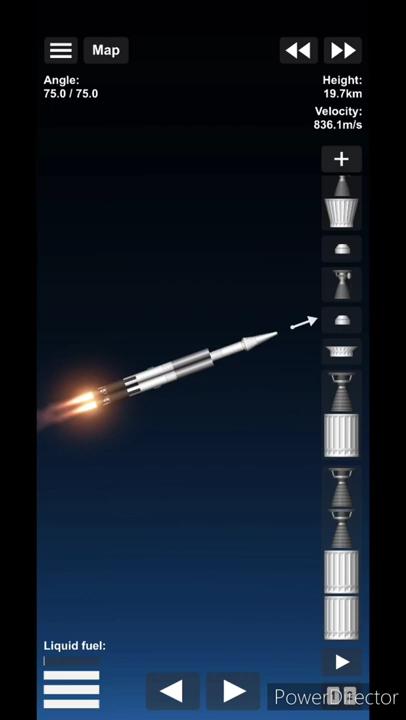 Map
Angle:
75.0 / 75.0
Height:
19.7km
Velocity:
836.1m/s
Liquid fuel:
PowerDirector